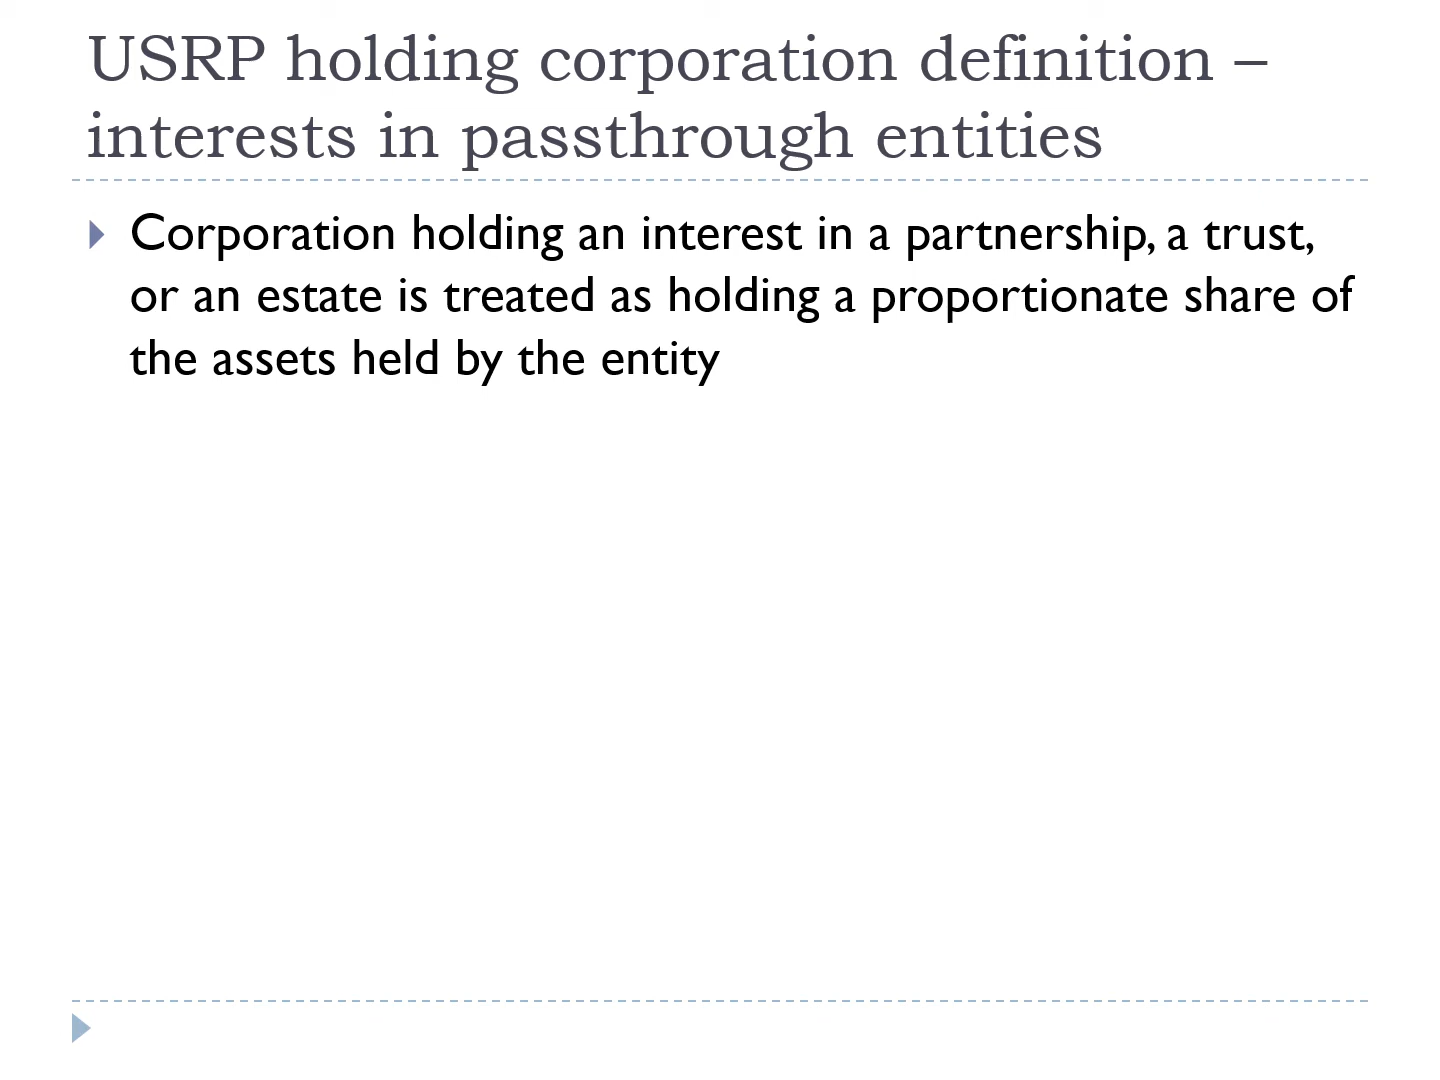 USRP holding corporation definition –
interests in passthrough entities
Corporation holding an interest in a partnership, a trust,
or an estate is treated as holding a proportionate share of
the assets held by the entity